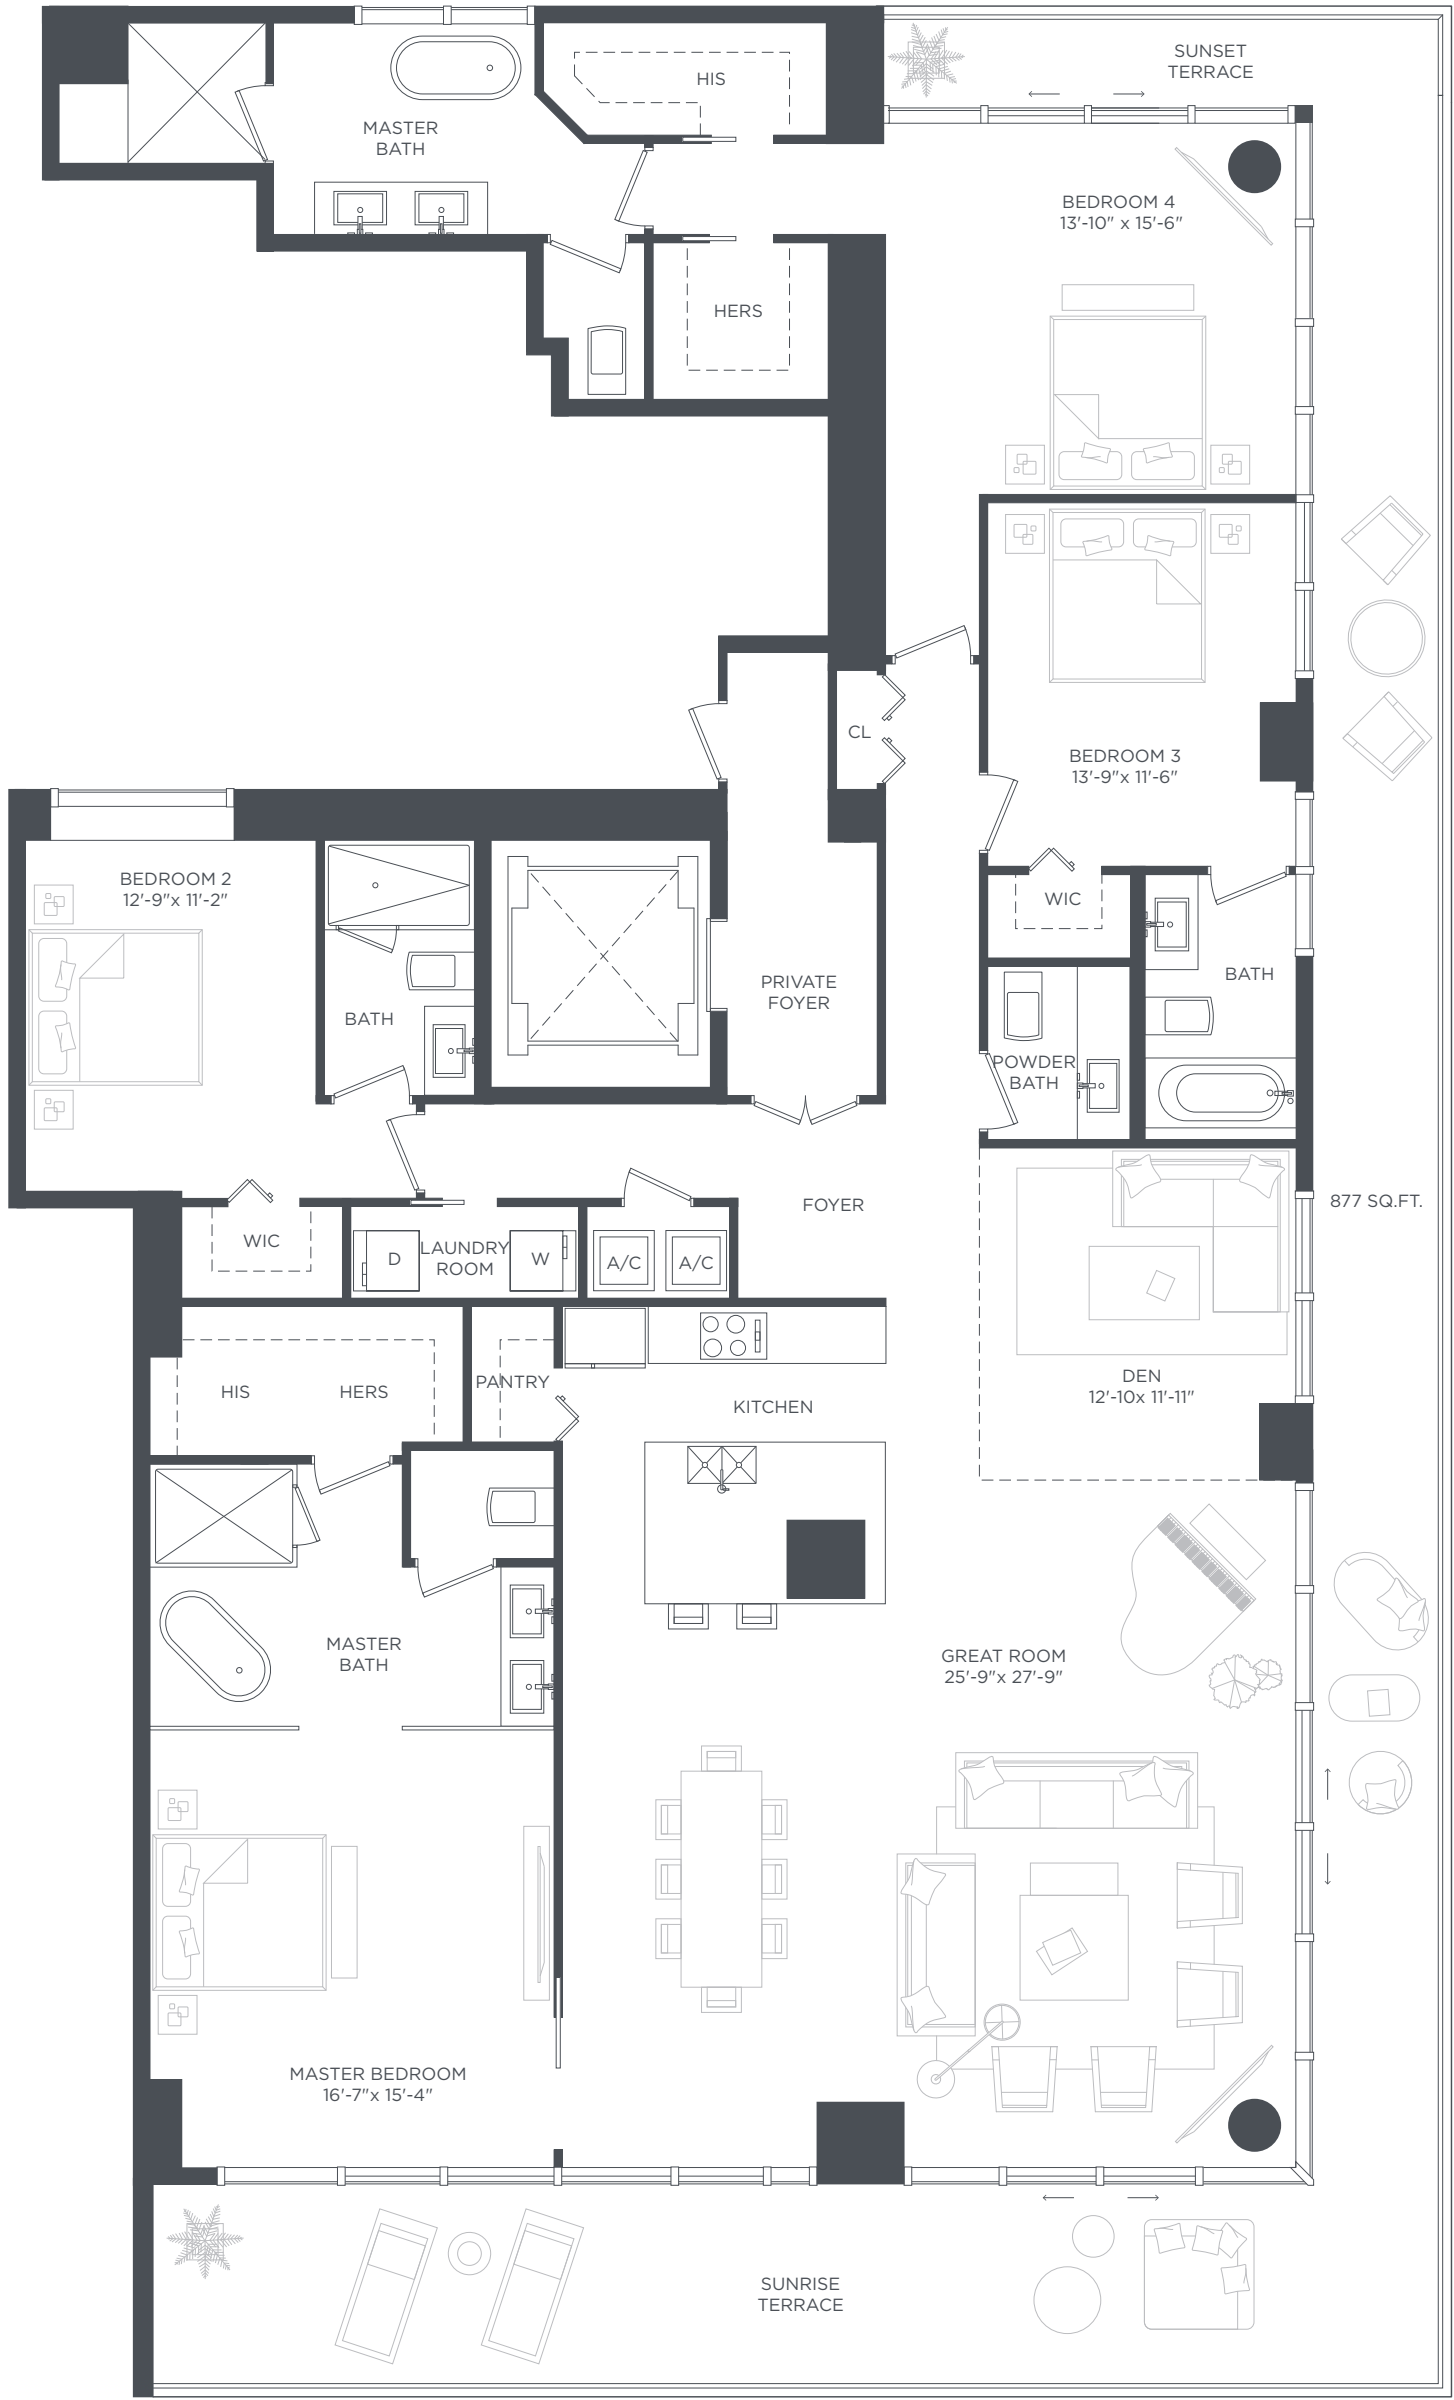 SUNSET
TERRACE
HIS
MASTER
BATH
BEDROOM 4
13'-10" x 15'-6"
HERS
CL
BEDROOM 3
13'-9"x 11'-6"
BEDROOM 2
12'-9"x 11'-2"
WIC
BATH
PRIVATE
FOYER
BATH
POWDER
BATH
FOYER
877 SQ.FT.
WIC
D
LAUNDRY
ROOM
W
A/C
A/C
DEN
12'-10x 11'-11"
HIS
HERS
PANTRY
KITCHEN
MASTER
BATH
GREAT ROOM
25'-9"x 27'-9"
MASTER BEDROOM
16'-7"x 15'-4"
SUNRISE
TERRACE